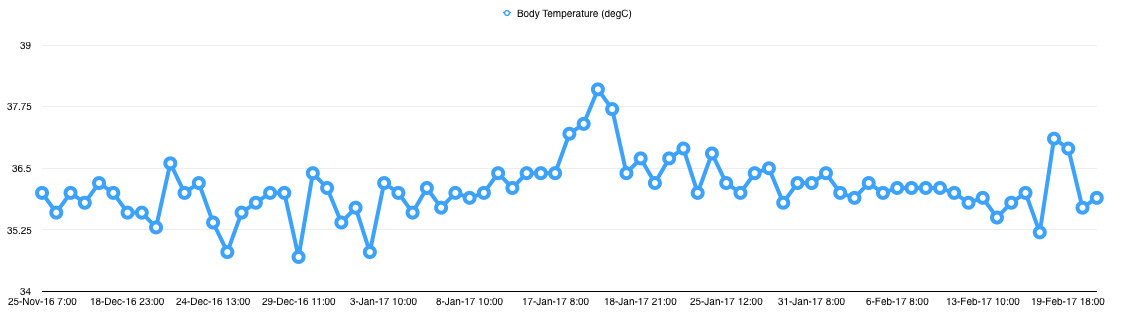 Body Temperature (degC)
39
37.75
36.5
35.25
34
25-Nov-16 7:00 18-Dec-16 23:00 24-Dec-16 13:00 29-Dec-16 11:00 3-Jan-17 10:00 8-Jan-17 10:00 17-Jan-17 8:00 18-Jan-17 21:00 25-Jan-17 12:00 31-Jan-17 8:00 6-Feb-17 8:00 13-Feb-17 10:00 19-Feb-17 18:00